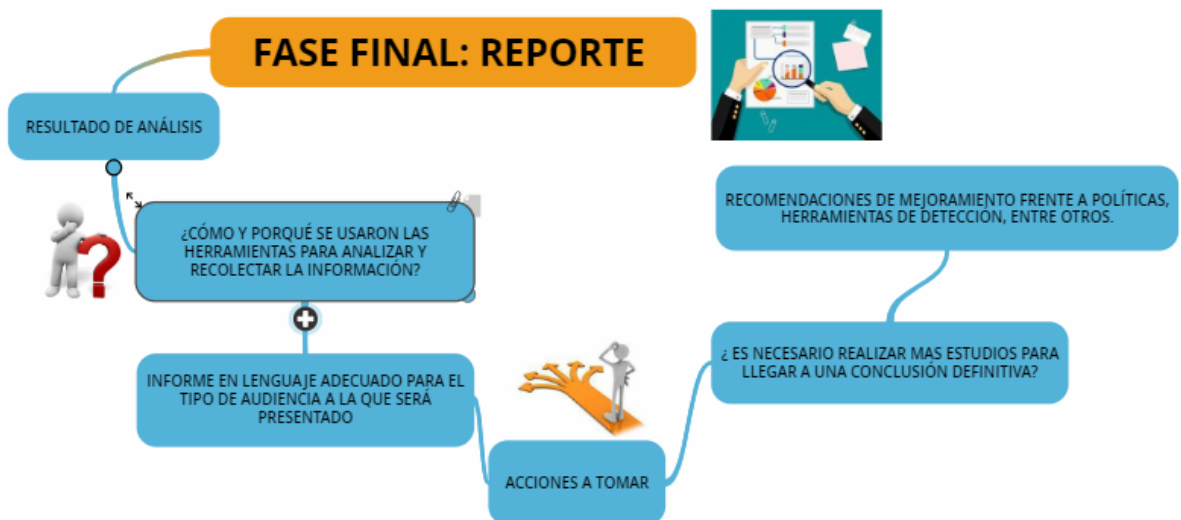 FASE FINAL: REPORTE
RESULTADO DE ANÁLISIS
¿CÓMO Y PORQUÉ SE USARON LAS
HERRAMIENTAS PARA ANALIZAR Y
RECOLECTAR LA INFORMACIÓN?
INFORME EN LENGUAJE ADECUADO PARA EL
TIPO DE AUDIENCIA A LA QUE SERÁ
PRESENTADO
ACCIONES A TOMAR
¿ ES NECESARIO REALIZAR MAS ESTUDIOS PARA
LLEGAR A UNA CONCLUSIÓN DEFINITIVA?
RECOMENDACIONES DE MEJORAMIENTO FRENTE A POLÍTICAS,
HERRAMIENTAS DE DETECCIÓN, ENTRE OTROS.